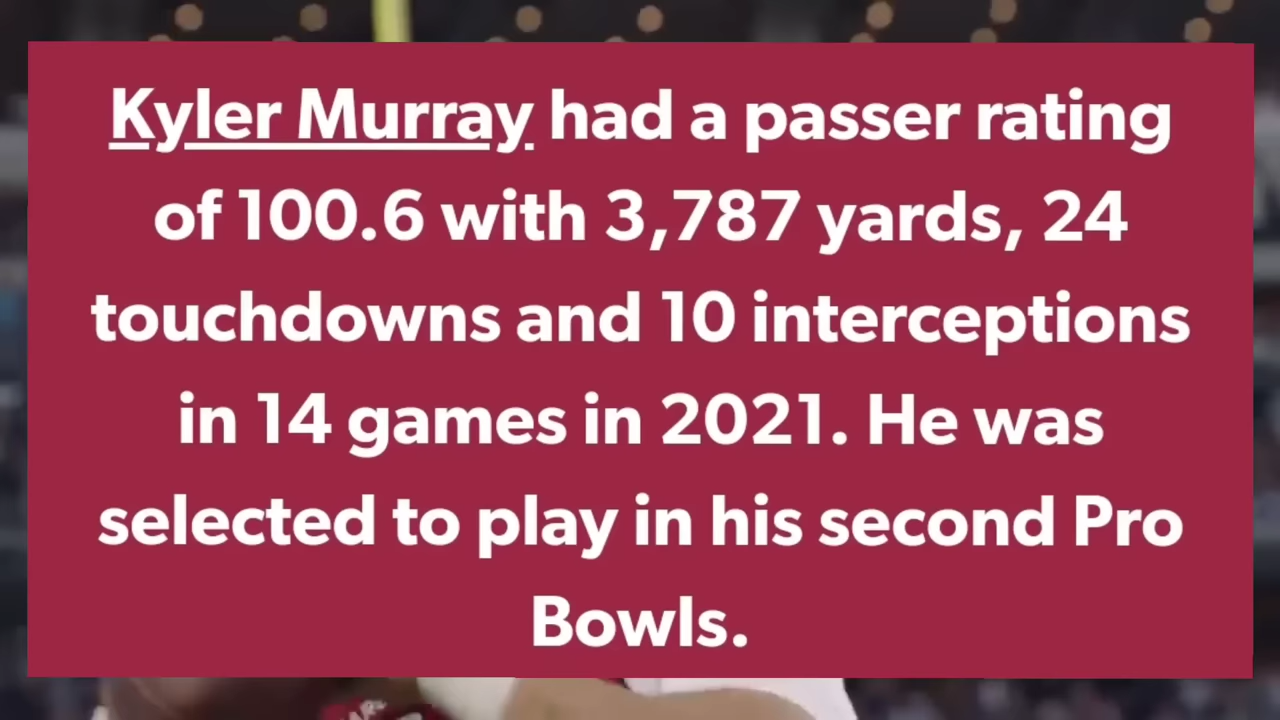 Kyler Murray had a passer rating
of 100.6 with 3,787 yards, 24
touchdowns and 10 interceptions
in 14 games in 2021. He was
selected to play in his second Pro
Bowls.